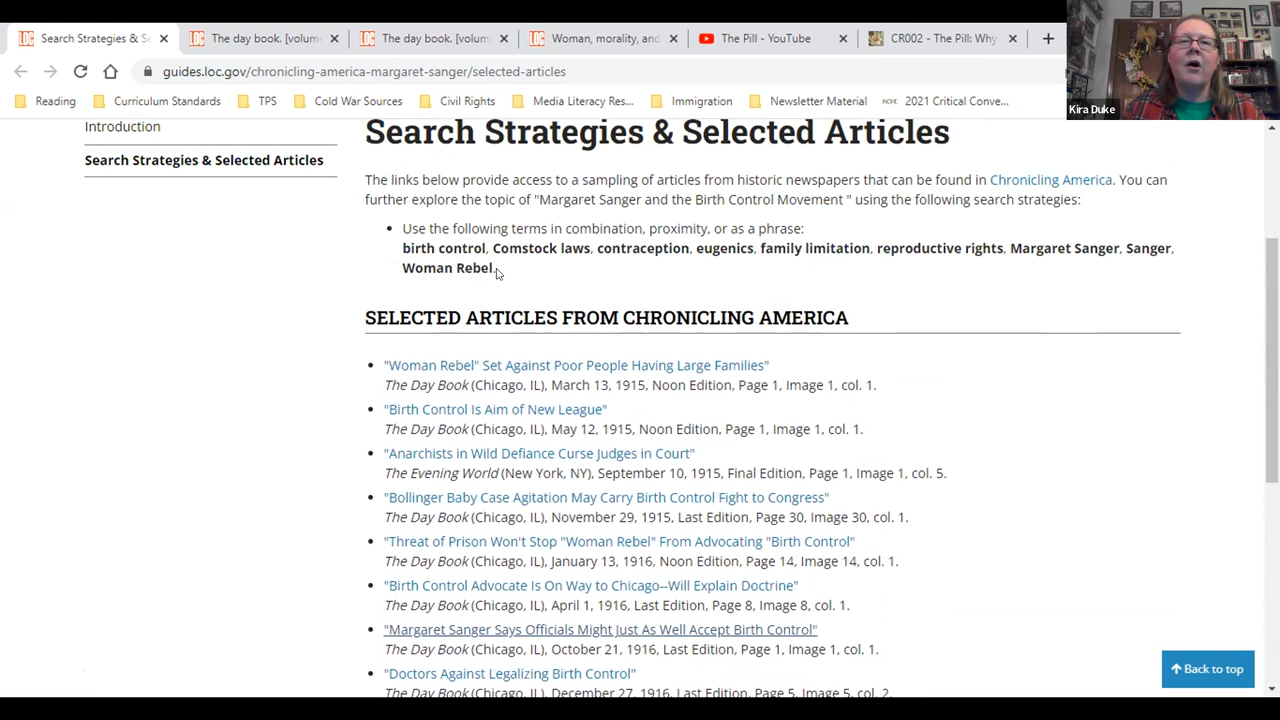 Search Strategies & S
The day book. [volum
The day book. [volum
Woman, morality, and
The Pill - YouTube
CR002 - The Pill: Why
guides.loc.gov/chronicling-america-margaret-sanger/selected-articles
Reading
Curriculum Standards
TPS
Cold War Sources
Civil Rights
Media Literacy Res...
Immigration
Newsletter Material
2021 Critical Conve...
Kira Duke
Introduction
Search Strategies & Selected Articles
Search Strategies & Selected Articles
The links below provide access to a sampling of articles from historic newspapers that can be found in Chronicling America. You can
further explore the topic of "Margaret Sanger and the Birth Control Movement " using the following search strategies:
Use the following terms in combination, proximity, or as a phrase:
birth control, Comstock laws, contraception, eugenics, family limitation, reproductive rights, Margaret Sanger, Sanger,
Woman Rebel.
SELECTED ARTICLES FROM CHRONICLING AMERICA
"Woman Rebel" Set Against Poor People Having Large Families"
The Day Book (Chicago, IL), March 13, 1915, Noon Edition, Page 1, Image 1, col. 1.
"Birth Control Is Aim of New League"
The Day Book (Chicago, IL), May 12, 1915, Noon Edition, Page 1, Image 1, col. 1.
"Anarchists in Wild Defiance Curse Judges in Court"
The Evening World (New York, NY), September 10, 1915, Final Edition, Page 1, Image 1, col. 5.
"Bollinger Baby Case Agitation May Carry Birth Control Fight to Congress"
The Day Book (Chicago, IL), November 29, 1915, Last Edition, Page 30, Image 30, col. 1.
"Threat of Prison Won't Stop "Woman Rebel" From Advocating "Birth Control"
The Day Book (Chicago, IL), January 13, 1916, Noon Edition, Page 14, Image 14, col. 1.
"Birth Control Advocate Is On Way to Chicago--Will Explain Doctrine"
The Day Book (Chicago, IL), April 1, 1916, Last Edition, Page 8, Image 8, col. 1.
"Margaret Sanger Says Officials Might Just As Well Accept Birth Control"
The Day Book (Chicago, IL), October 21, 1916, Last Edition, Page 1, Image 1, col. 1.
"Doctors Against Legalizing Birth Control"
The Day Book (Chicago, IL), December 27, 1916, Last Edition, Page 5, Image 5, col. 2.
Back to top